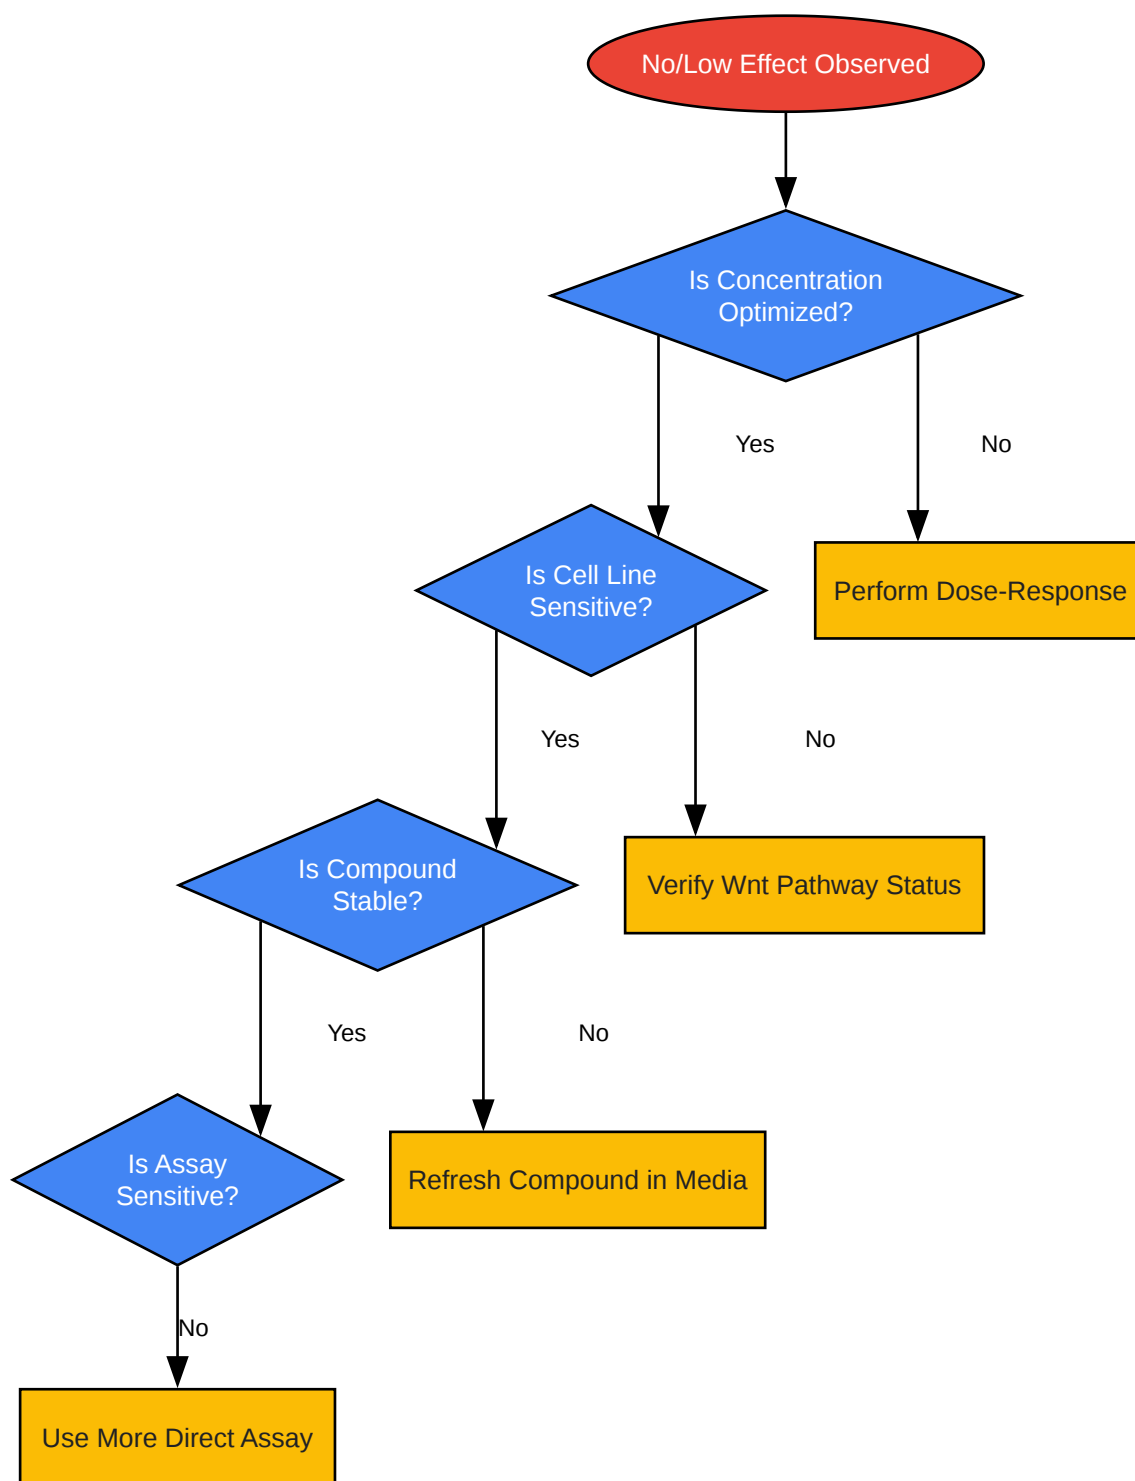 No/Low Effect Observed
Is Concentration
Optimized?
Yes
No
Is Cell Line
Sensitive?
Perform Dose-Response
Yes
No
Is Compound
Stable?
Verify Wnt Pathway Status
Yes
No
Is Assay
Sensitive?
Refresh Compound in Media
No
Use More Direct Assay